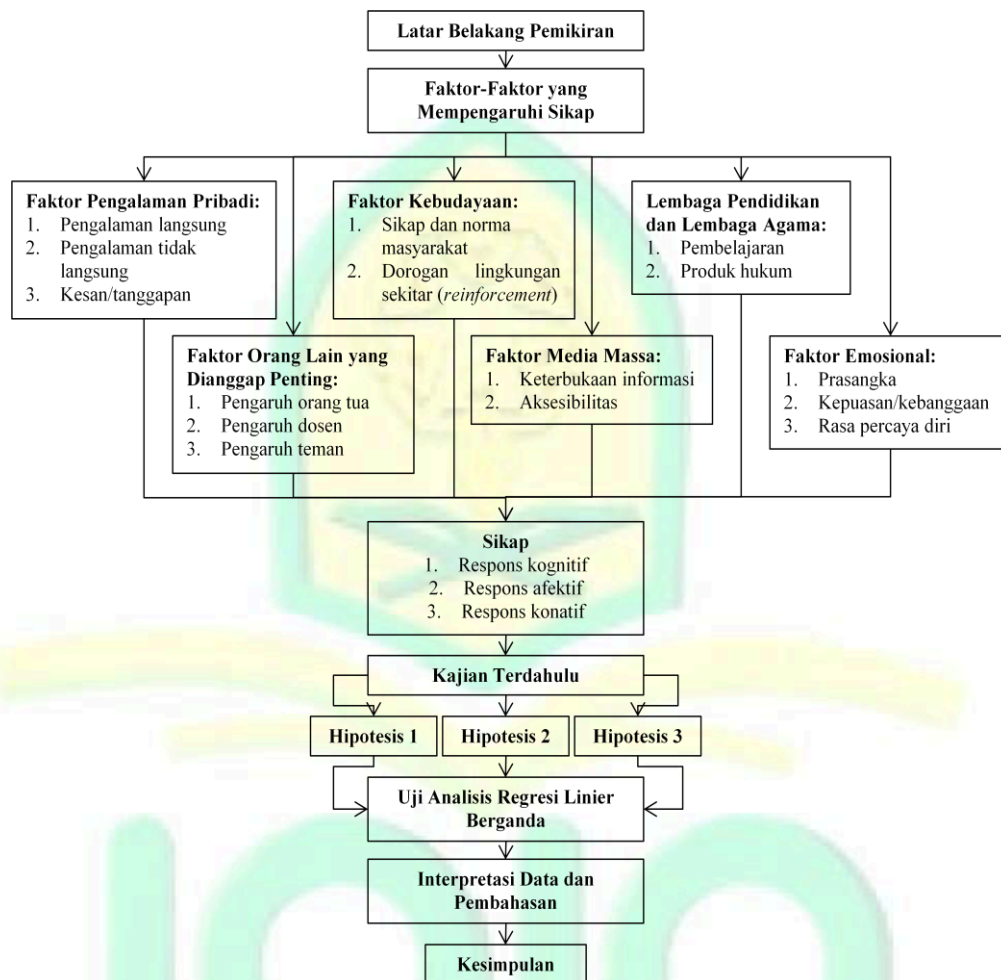 Latar Belakang Pemikiran
Faktor-Faktor yang
Mempengaruhi Sikap
Faktor Pengalaman Pribadi:
1. Pengalaman langsung
2. Pengalaman tidak
langsung
3. Kesan/tanggapan
Faktor Kebudayaan:
1. Sikap dan norma
masyarakat
2. Dorogan lingkungan
sekitar (reinforcement)
Lembaga Pendidikan
dan Lembaga Agama:
1. Pembelajaran
2. Produk hukum
Faktor Orang Lain yang
Dianggap Penting:
1. Pengaruh orang tua
2. Pengaruh dosen
3. Pengaruh teman
Faktor Media Massa:
1. Keterbukaan informasi
2. Aksesibilitas
Faktor Emosional:
1. Prasangka
2. Kepuasan/kebanggaan
3. Rasa percaya diri
Sikap
1. Respons kognitif
2. Respons afektif
3. Respons konatif
Kajian Terdahulu
Hipotesis 1
Hipotesis 2
Hipotesis 3
Uji Analisis Regresi Linier
Berganda
Interpretasi Data dan
Pembahasan
Kesimpulan